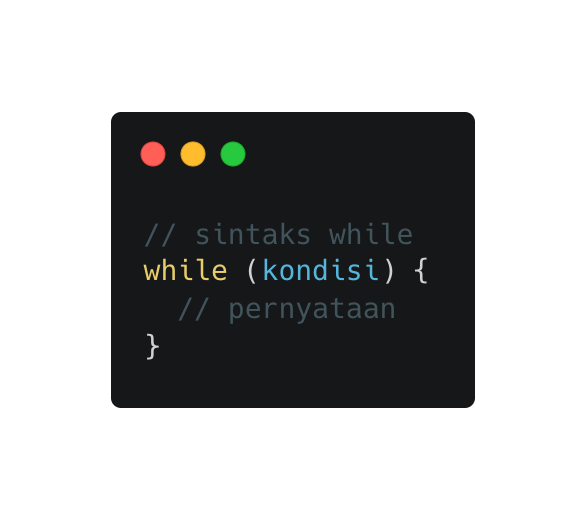 // sintaks while
while (kondisi) {
  // pernyataan
}